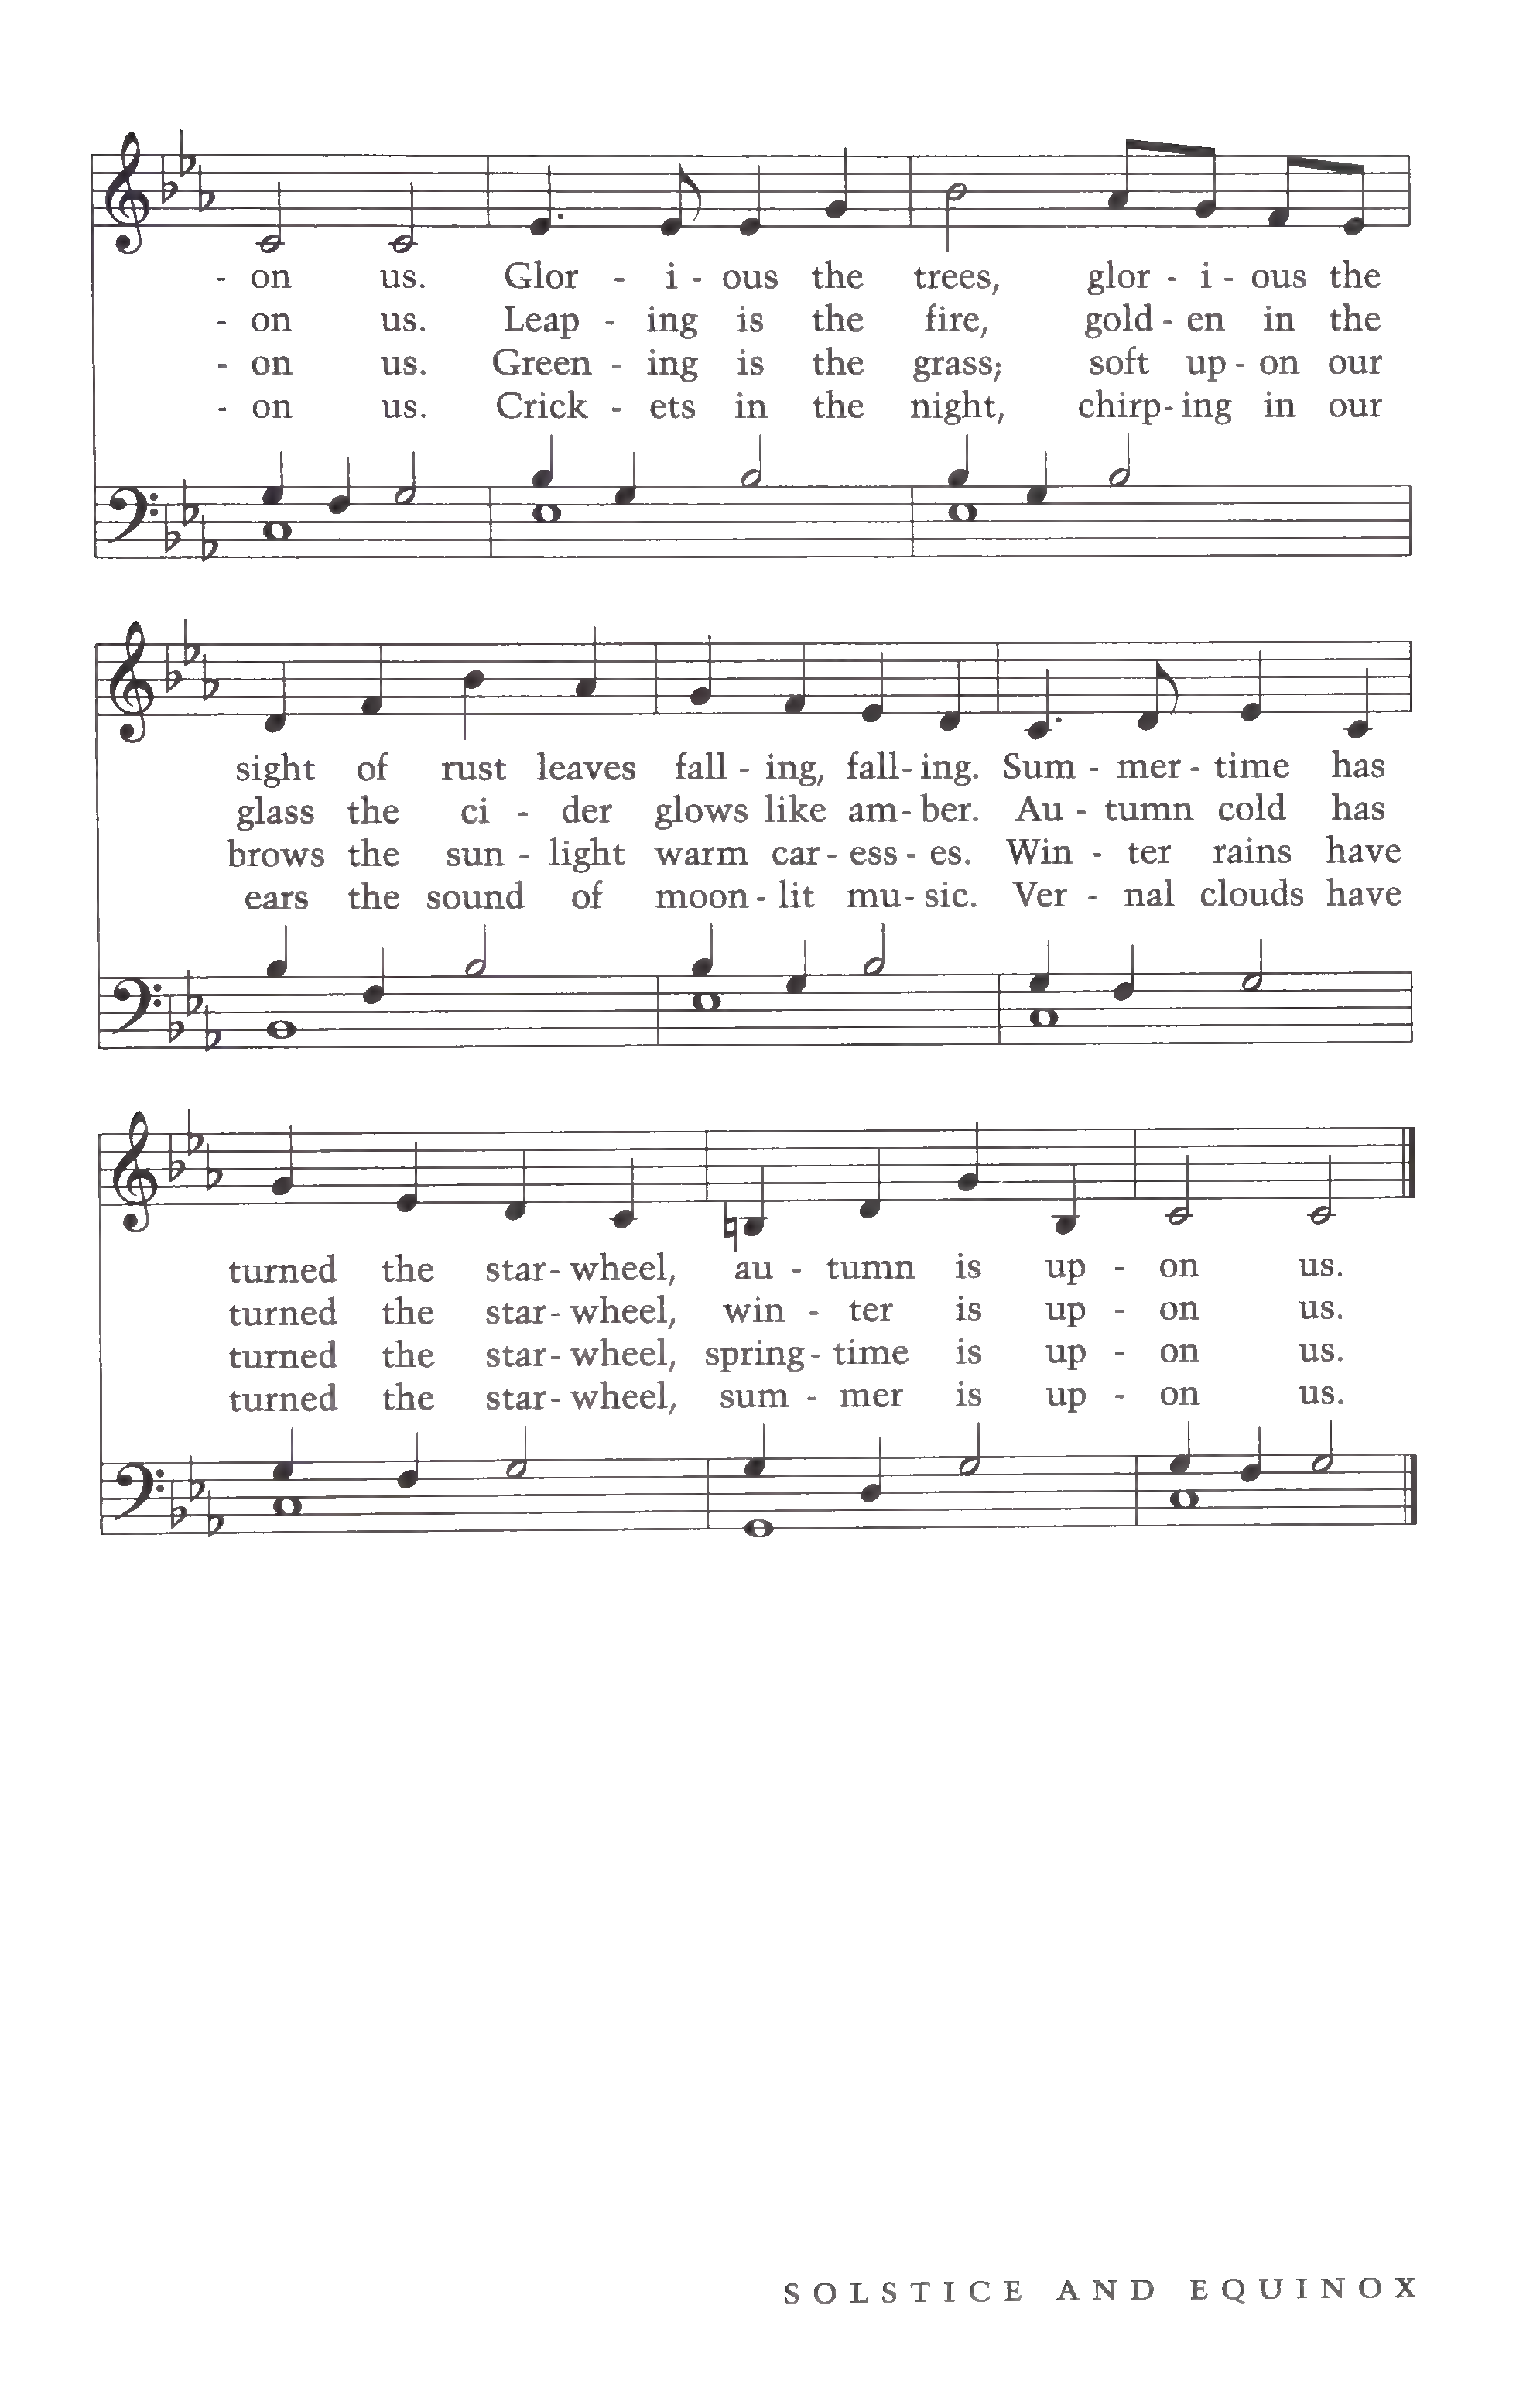 - on us. Glor - i - ous the trees, glor - i - ous the
- on us. Leap - ing is the fire, gold - en in the
- on us. Green - ing is the grass; soft up - on our
- on us. Crick - ets in the night, chirp - ing in our
sight of rust leaves fall - ing, fall - ing. Sum - mer - time has
glass the ci - der glows like am - ber. Au - tumn cold has
brows the sun - light warm car - ess - es. Win - ter rains have
ears the sound of moon - lit mu - sic. Ver - nal clouds have
turned the star - wheel, au - tumn is up - on us.
turned the star - wheel, win - ter is up - on us.
turned the star - wheel, spring - time is up - on us.
turned the star - wheel, sum - mer is up - on us.
SOLSTICE AND EQUINOX